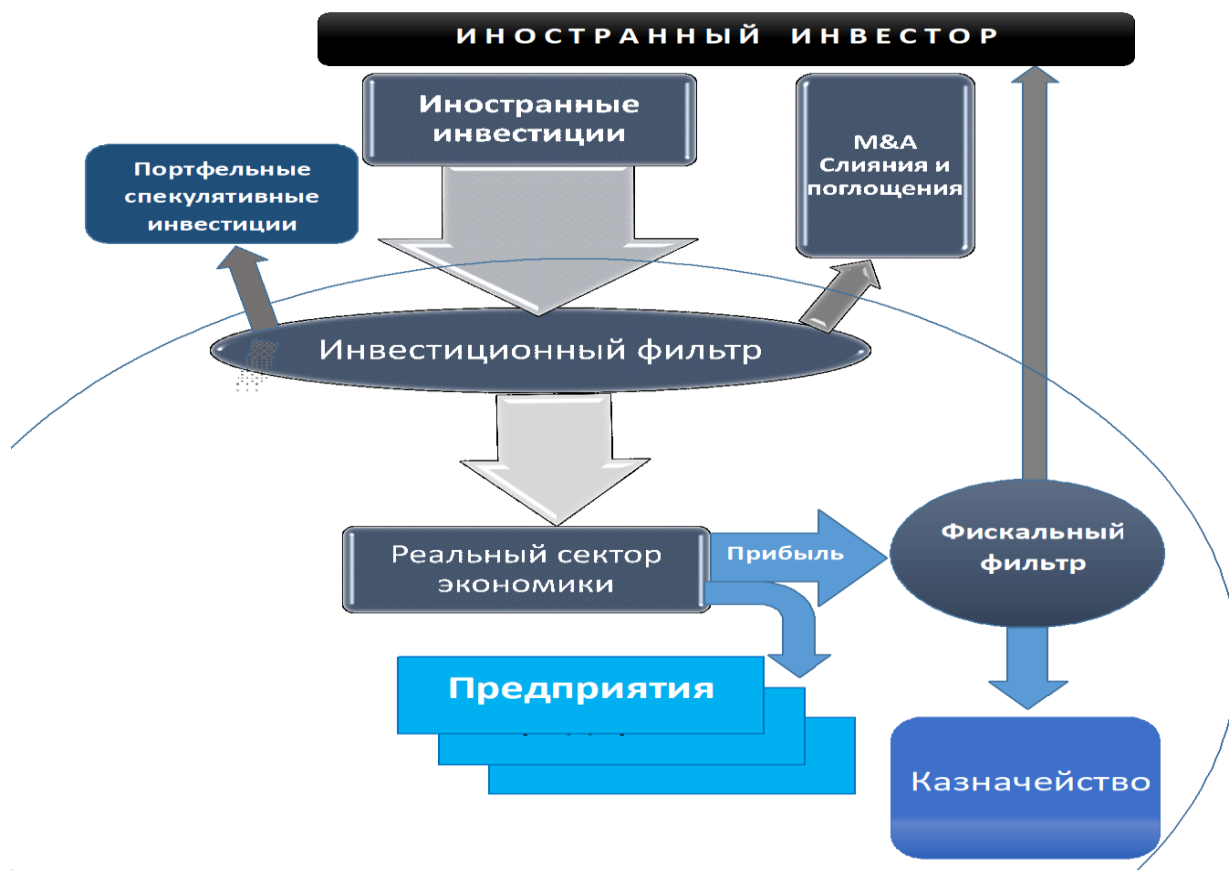 ИНОСТРАННЫЙ ИНВЕСТОР
Иностранные
инвестиции
M&A
Слияния и
поглощения
Портфельные
спекулятивные
инвестиции
Инвестиционный фильтр
Реальный сектор
экономики
Прибыль
Фискальный
фильтр
Предприятия
Казначейство